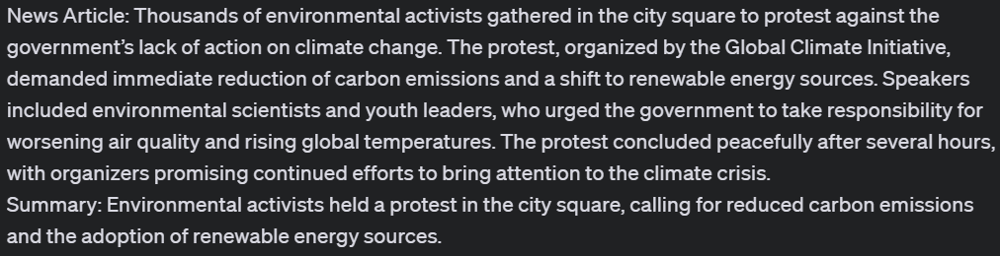 News Article: Thousands of environmental activists gathered in the city square to protest against the
government’s lack of action on climate change. The protest, organized by the Global Climate Initiative,
demanded immediate reduction of carbon emissions and a shift to renewable energy sources. Speakers
included environmental scientists and youth leaders, who urged the government to take responsibility for
worsening air quality and rising global temperatures. The protest concluded peacefully after several hours,
with organizers promising continued efforts to bring attention to the climate crisis.
Summary: Environmental activists held a protest in the city square, calling for reduced carbon emissions
and the adoption of renewable energy sources.